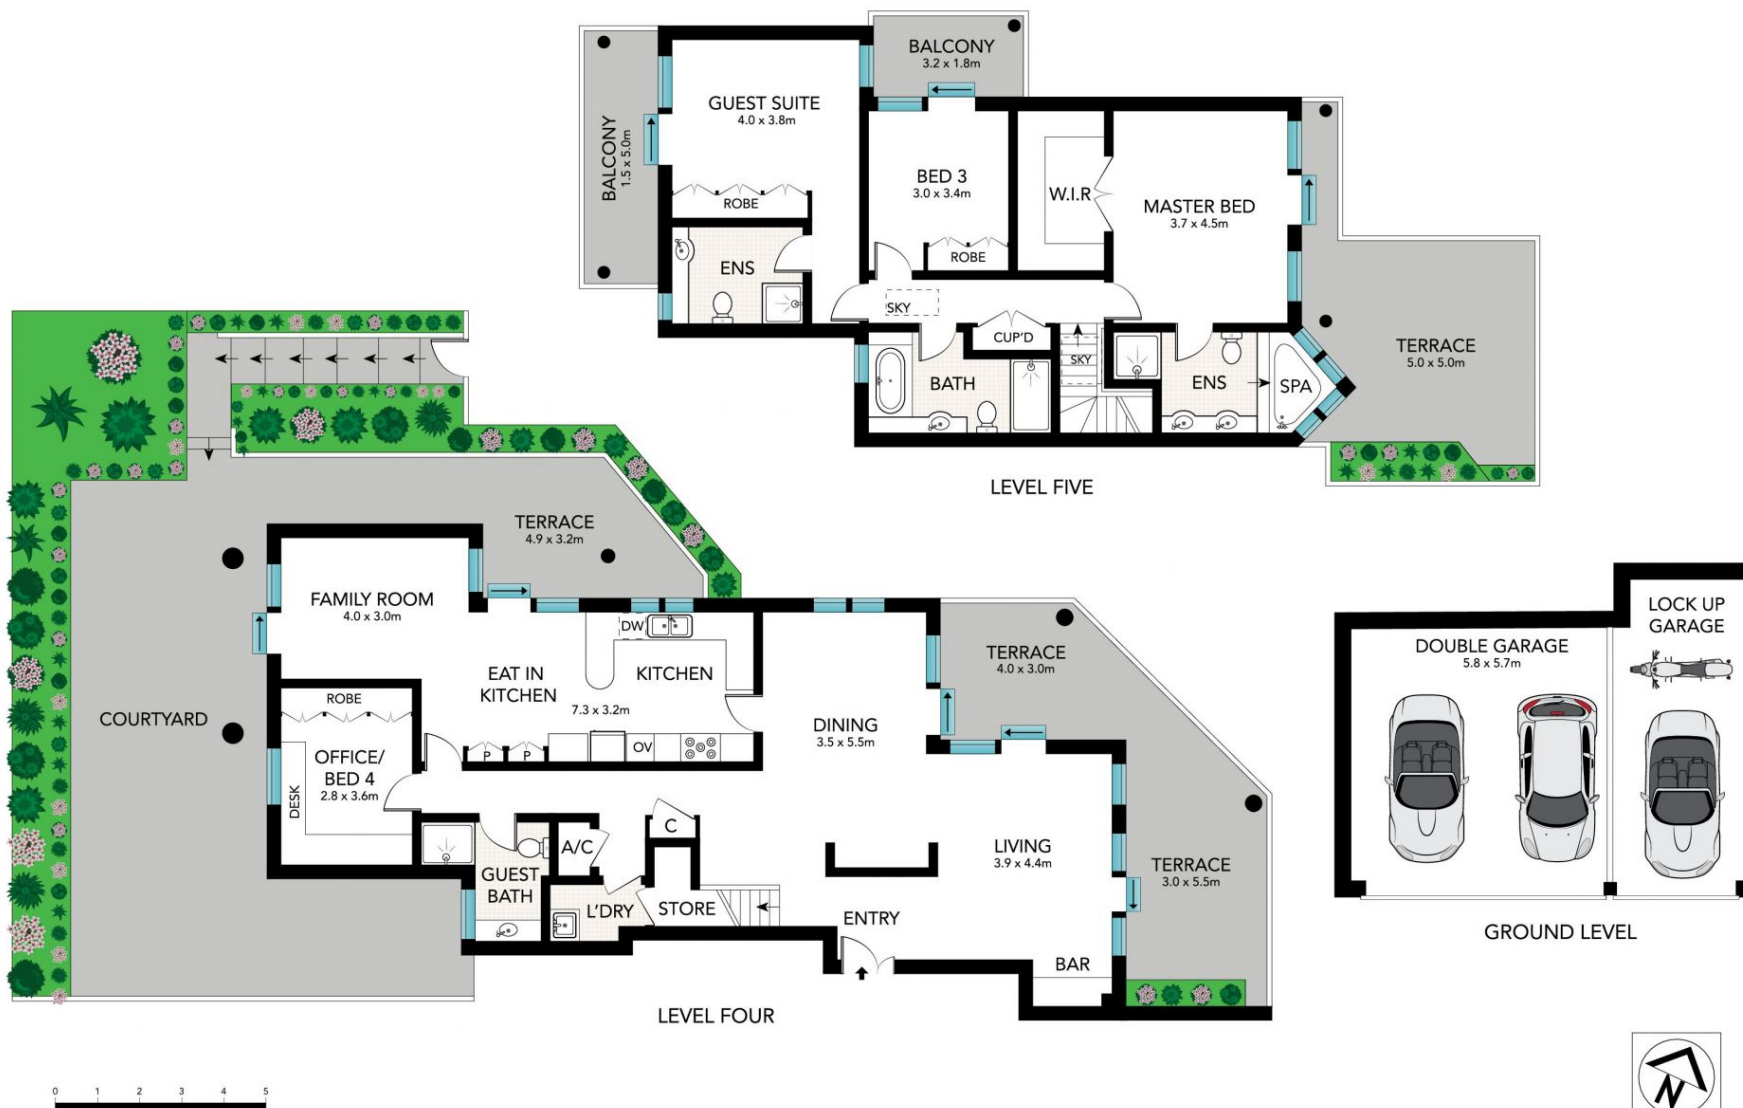 BALCONY
3.2 x 1.8m
GUEST SUITE
4.0 x 3.8m
BALCONY
1.5 x 5.0m
ROBE
BED 3
3.0 x 3.4m
ROBE
W.I.R
MASTER BED
3.7 x 4.5m
ENS
SKY
CUP'D
SKY
BATH
ENS
SPA
TERRACE
5.0 x 5.0m
LEVEL FIVE
TERRACE
4.9 x 3.2m
FAMILY ROOM
4.0 x 3.0m
DW
EAT IN
KITCHEN
KITCHEN
7.3 x 3.2m
TERRACE
4.0 x 3.0m
COURTYARD
ROBE
OFFICE/
BED 4
2.8 x 3.6m
DESK
P
P
OV
DINING
3.5 x 5.5m
C
A/C
GUEST
BATH
L'DRY
STORE
LIVING
3.9 x 4.4m
TERRACE
3.0 x 5.5m
ENTRY
BAR
LEVEL FOUR
LOCK UP
GARAGE
DOUBLE GARAGE
5.8 x 5.7m
GROUND LEVEL
0 1 2 3 4 5
N